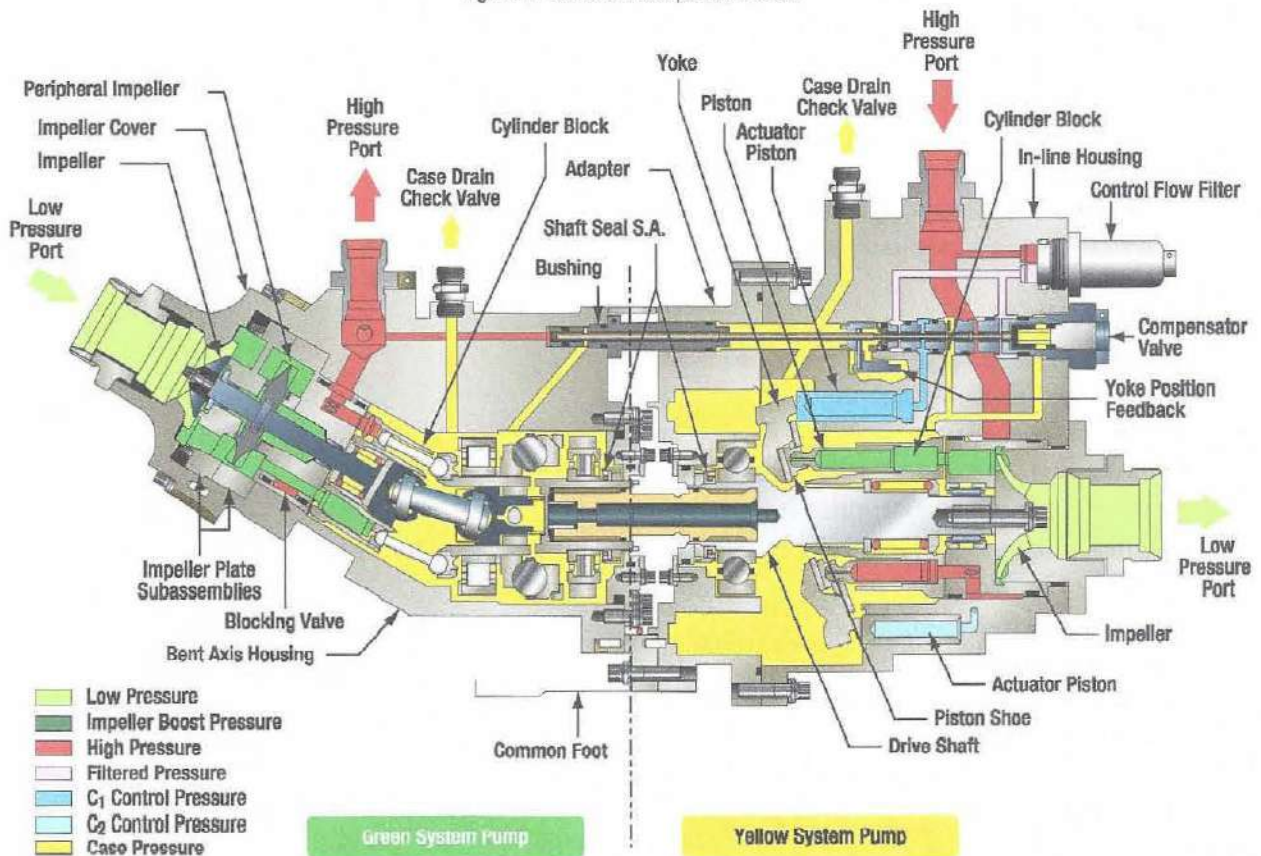 High
Pressure
Port
Yoke
Peripheral Impeller
Piston
Case Drain
Check Valve
High
Pressure
Port
Cylinder Block
Impeller Cover
Cylinder Block
Actuator
Piston
In-line Housing
Impeller
Case Drain
Check Valve
Adapter
Control Flow Filter
Low
Pressure
Port
Shaft Seal S.A.
Bushing
Compensator
Valve
Yoke Position
Feedback
Impeller Plate
Subassemblies
Low
Pressure
Port
Blocking Valve
Impeller
Bent Axis Housing
Actuator Piston
Piston Shoe
Common Foot
Drive Shaft
Low Pressure
Impeller Boost Pressure
High Pressure
Filtered Pressure
C1 Control Pressure
C2 Control Pressure
Case Pressure
Green System Pump
Yellow System Pump